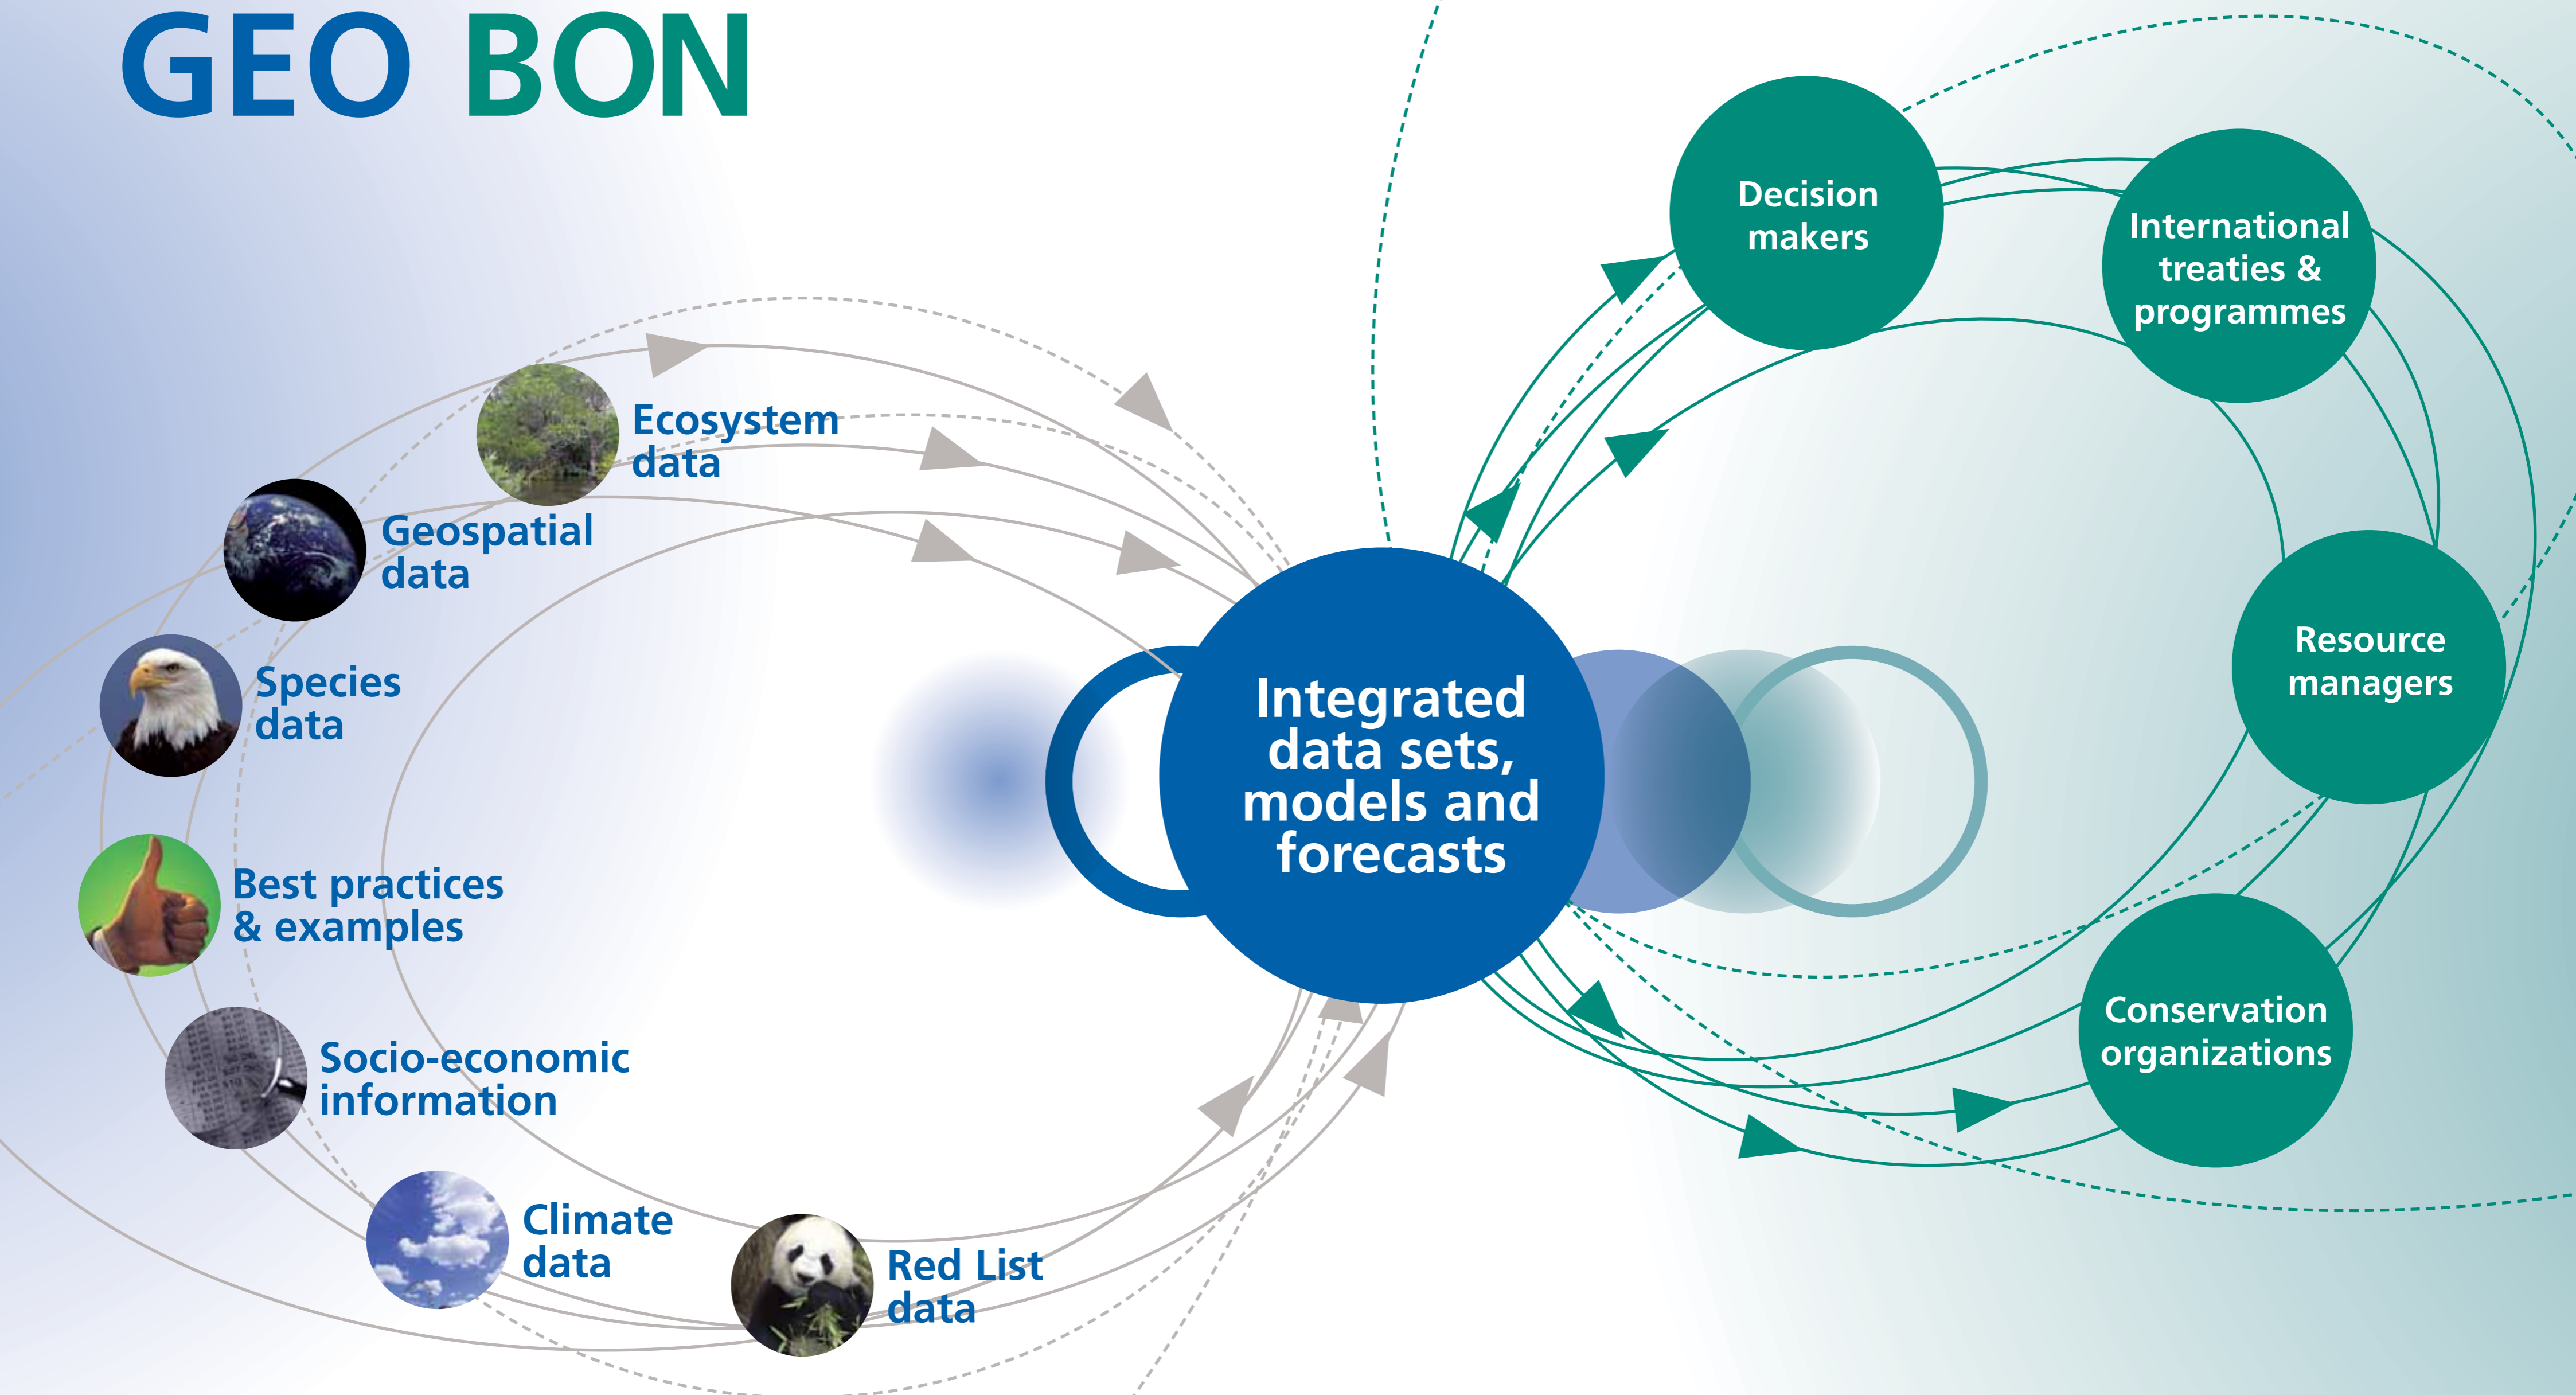 GEO BON
Ecosystem
data
Geospatial
data
Species
data
Best practices
& examples
Socio-economic
information
Climate
data
Red List
data
Integrated
data sets,
models and
forecasts
Decision
makers
International
treaties &
programmes
Resource
managers
Conservation
organizations